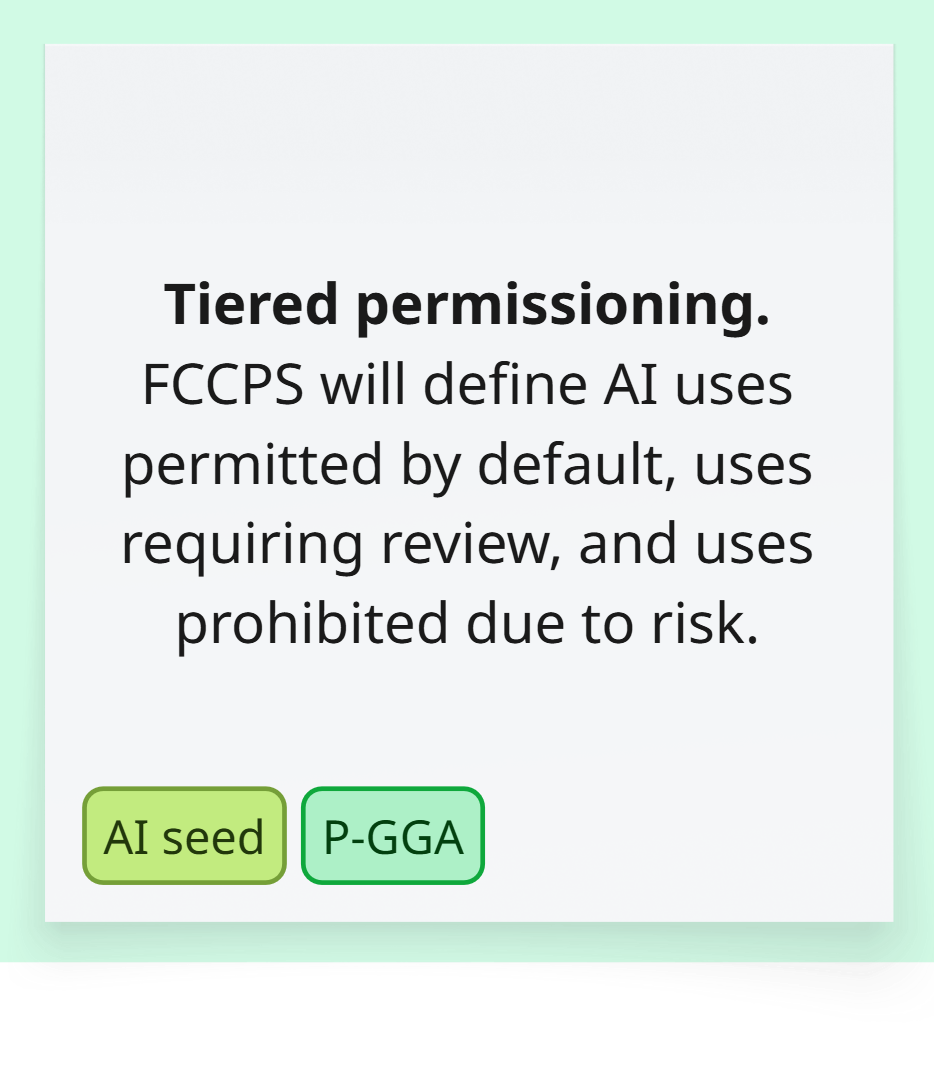 Tiered permissioning.
FCCPS will define AI uses
permitted by default, uses
requiring review, and uses
prohibited due to risk.
AI seed
P-GGA